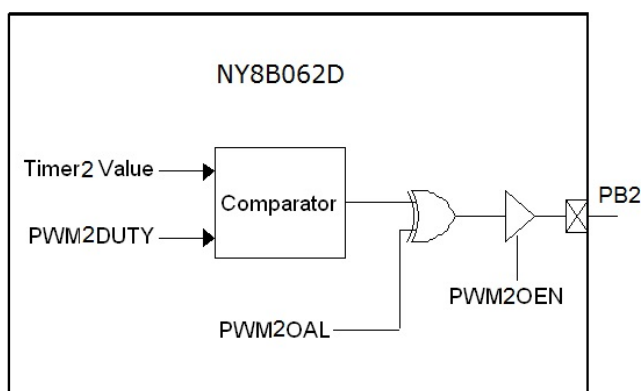 NY8B062D
Timer2 Value
Comparator
PB2
PWM2DUTY
PWM2OEN
PWM2OAL